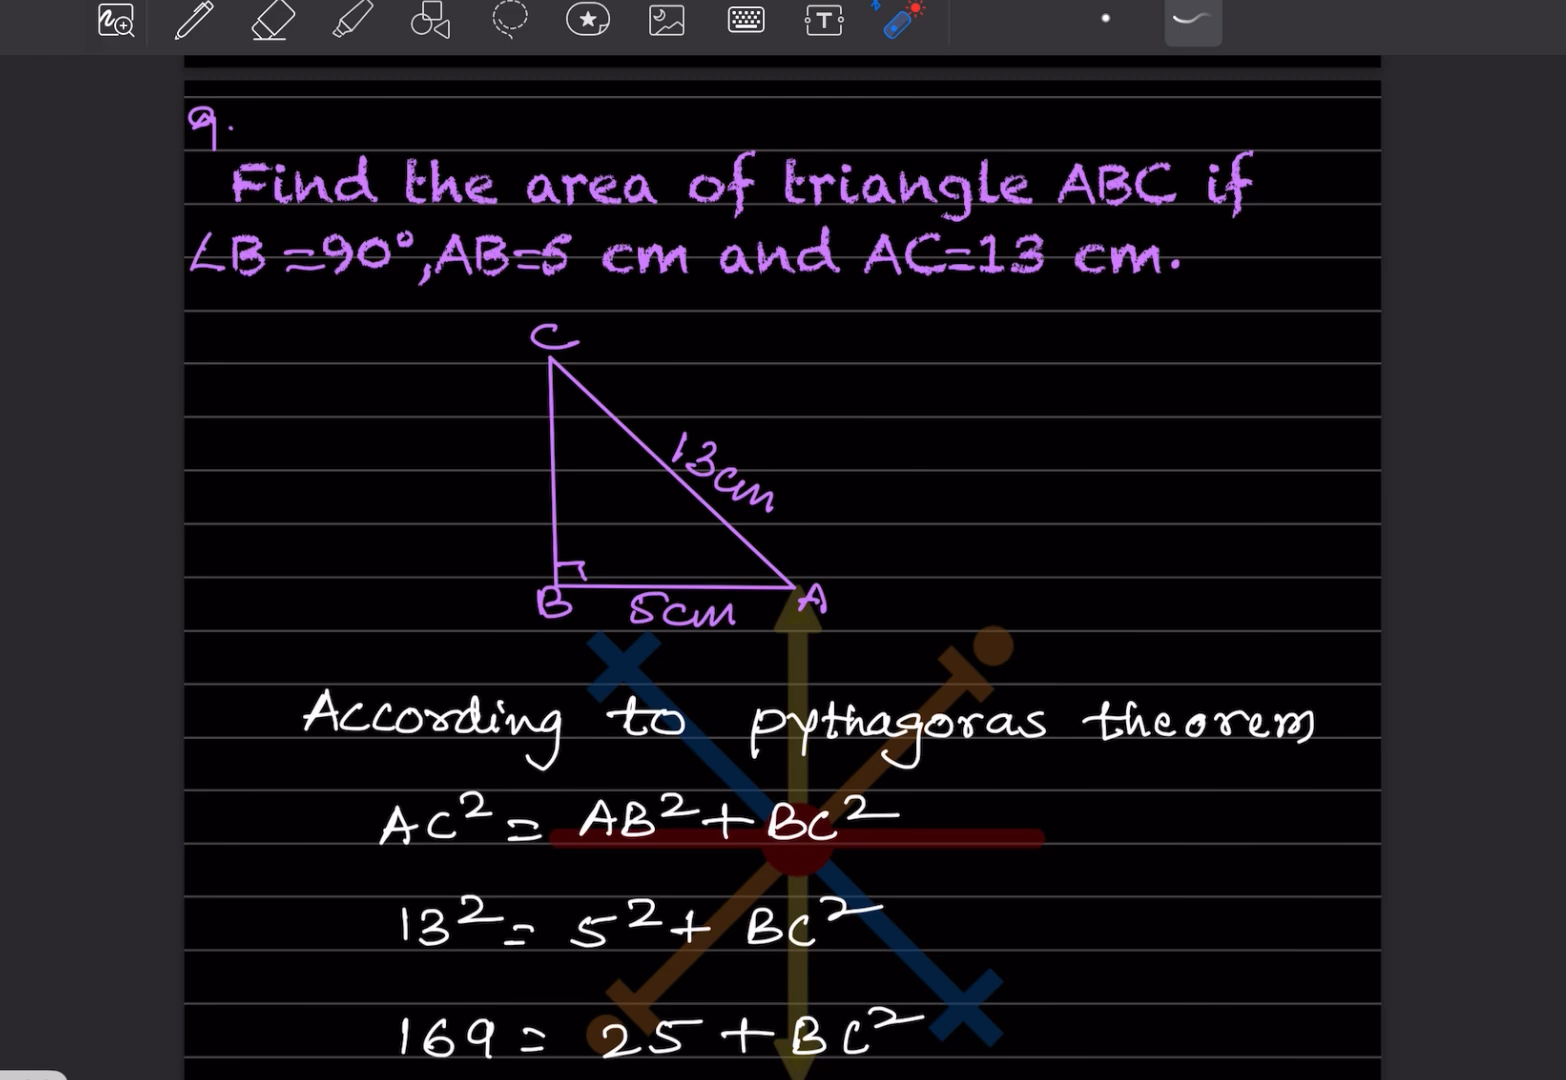 9.
Find the area of triangle ABC if
∠B=90°,AB=5 cm and AC=13 cm.
C
13cm
B 5cm A
According to pythagoras theorem
AC² = AB² + BC²
13² = 5² + BC²
169 = 25 + BC²